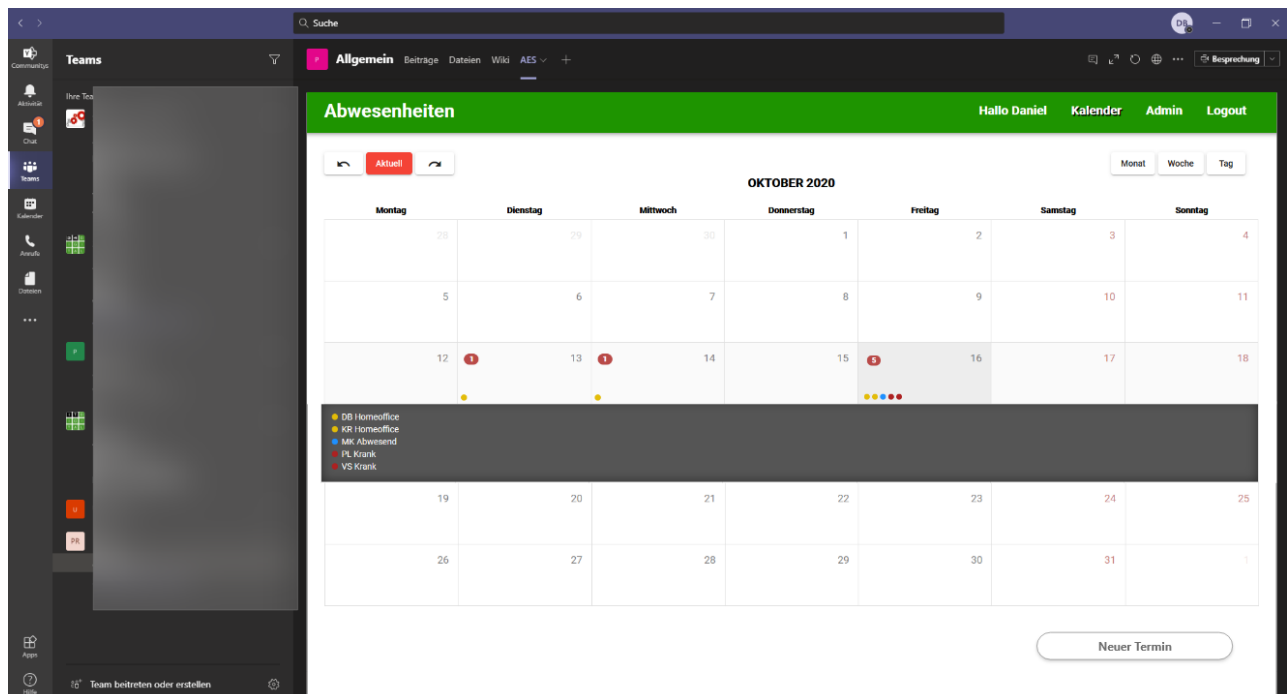 Suche
DB
Communitys
Aktivität
1
Chat
Teams
Kalender
Anrufe
Dateien
Apps
Hilfe
Teams
Ihre Tea
P
U
PR
Team beitreten oder erstellen
P
Allgemein Beiträge Dateien Wiki AES
Besprechung
Abwesenheiten Hallo Daniel Kalender Admin Logout
Aktuell Monat Woche Tag
OKTOBER 2020
Montag Dienstag Mittwoch Donnerstag Freitag Samstag Sonntag
28 29 30 1 2 3 4
5 6 7 8 9 10 11
12 1 13 1 14 15 5 16 17 18
DB Homeoffice
KR Homeoffice
MK Abwesend
PL Krank
VS Krank
19 20 21 22 23 24 25
26 27 28 29 30 31 1
Neuer Termin